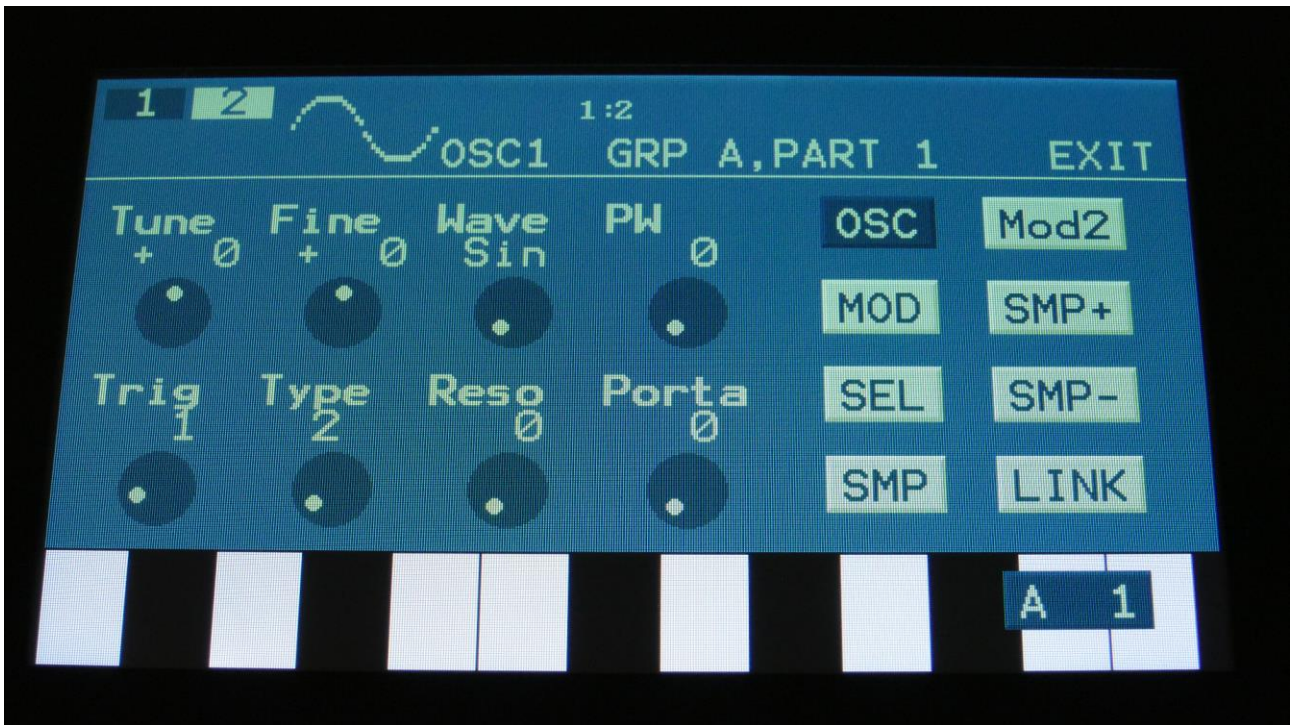 1 2 1:2
OSC1 GRP A,PART 1 EXIT
Tune Fine Wave PW OSC Mod2
+ 0 + 0 Sin 0
MOD SMP+
Trig Type Reso Porta SEL SMP-
1 2 0 0
SMP LINK
A 1